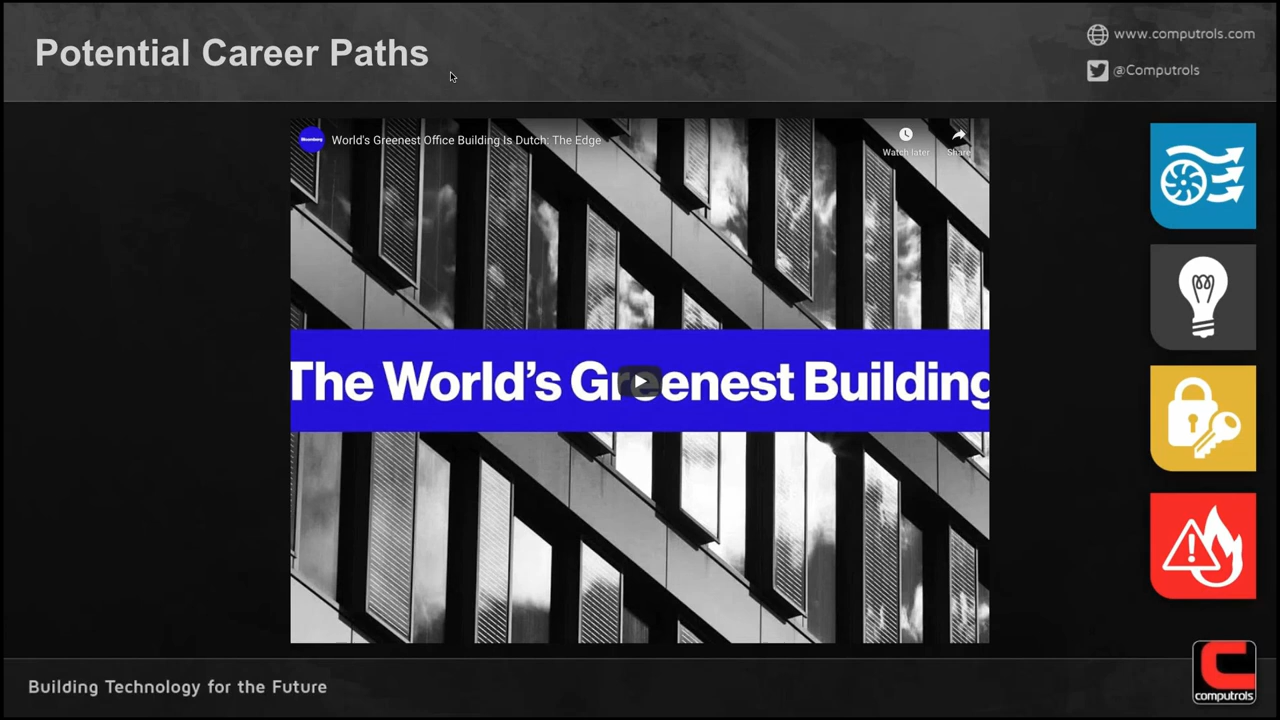 Potential Career Paths
www.computrols.com
@Computrols
Bloomberg
World's Greenest Office Building Is Dutch: The Edge
Watch later
Share
The World's Greenest Building
Building Technology for the Future
C
computrols